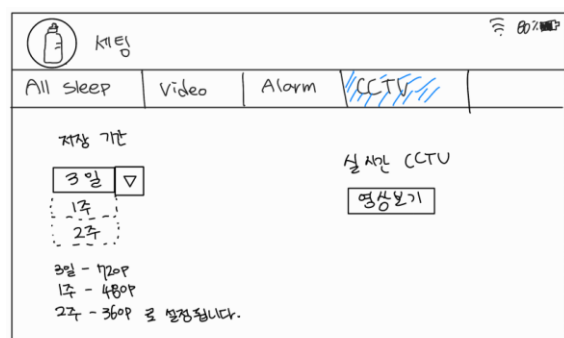 세팅
80%
All Sleep
Video
Alarm
CCTV
저장 기간
3일
1주
2주
3일 - 720P
1주 - 480P
2주 - 360P 로 설정됩니다.
실시간 CCTV
영상보기